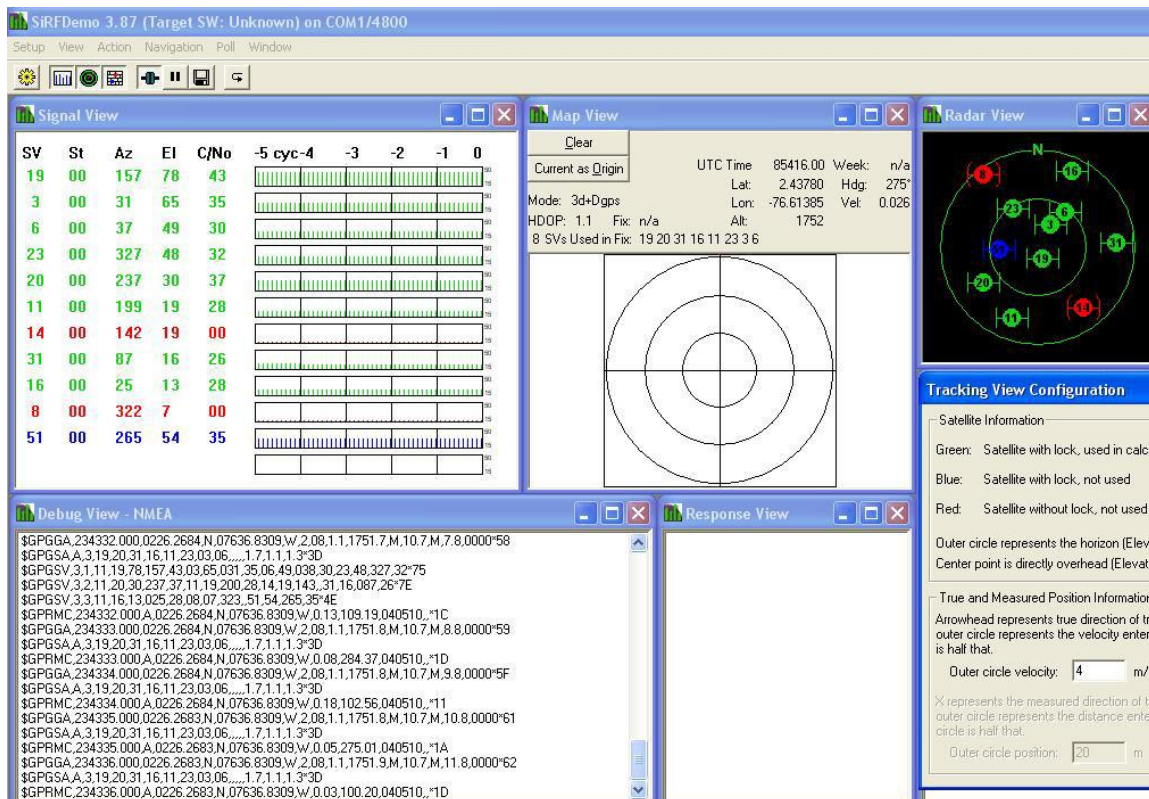 SiRFDemo 3.87 (Target SW: Unknown) on COM1/4800
Setup View Action Navigation Poll Window
Signal View
SV St Az El C/No -5 cyc -4 -3 -2 -1 0
19 00 157 78 43
3 00 31 65 35
6 00 37 49 30
23 00 327 48 32
20 00 237 30 37
11 00 199 19 28
14 00 142 19 00
31 00 87 16 26
16 00 25 13 28
8 00 322 7 00
51 00 265 54 35
Map View
Clear
Current as Origin
UTC Time 85416.00 Week: n/a
Lat: 2.43780 Hdg: 275°
Mode: 3d+Dgps Lon: -76.61385 Vel: 0.026
HDOP: 1.1 Fix: n/a Alt: 1752
8 SVs Used in Fix: 19 20 31 16 11 23 3 6
Radar View
N
8 16
23 6
3
31
19
20
11 14
Tracking View Configuration
Satellite Information
Green: Satellite with lock, used in calc
Blue: Satellite with lock, not used
Red: Satellite without lock, not used
Outer circle represents the horizon (Elev
Center point is directly overhead (Elevat
True and Measured Position Information
Arrowhead represents true direction of tr
outer circle represents the velocity enter
is half that.
Outer circle velocity: 4 m/
X represents the measured direction of t
outer circle represents the distance ente
circle is half that.
Outer circle position: 20 m
Debug View - NMEA
$GPGGA,234332.000,0226.2684,N,07636.8309,W,2,08,1.1,1751.7,M,10.7,M,7.8,0000*58
$GPGSA,A,3,19,20,31,16,11,23,03,06,,,,,1.7,1.1,1.3*3D
$GPGSV,3,1,11,19,78,157,43,03,65,031,35,06,49,038,30,23,48,327,32*75
$GPGSV,3,2,11,20,30,237,37,11,19,200,28,14,19,143,,31,16,087,26*7E
$GPGSV,3,3,11,16,13,025,28,08,07,323,,51,54,265,35*4E
$GPRMC,234332.000,A,0226.2684,N,07636.8309,W,0.13,109.19,040510,,*1C
$GPGGA,234333.000,0226.2684,N,07636.8309,W,2,08,1.1,1751.8,M,10.7,M,8.8,0000*59
$GPGSA,A,3,19,20,31,16,11,23,03,06,,,,,1.7,1.1,1.3*3D
$GPRMC,234333.000,A,0226.2684,N,07636.8309,W,0.08,284.37,040510,,*1D
$GPGGA,234334.000,0226.2684,N,07636.8309,W,2,08,1.1,1751.8,M,10.7,M,9.8,0000*5F
$GPGSA,A,3,19,20,31,16,11,23,03,06,,,,,1.7,1.1,1.3*3D
$GPRMC,234334.000,A,0226.2684,N,07636.8309,W,0.18,102.56,040510,,*11
$GPGGA,234335.000,0226.2683,N,07636.8309,W,2,08,1.1,1751.8,M,10.7,M,10.8,0000*61
$GPGSA,A,3,19,20,31,16,11,23,03,06,,,,,1.7,1.1,1.3*3D
$GPRMC,234335.000,A,0226.2683,N,07636.8309,W,0.05,275.01,040510,,*1A
$GPGGA,234336.000,0226.2683,N,07636.8309,W,2,08,1.1,1751.9,M,10.7,M,11.8,0000*62
$GPGSA,A,3,19,20,31,16,11,23,03,06,,,,,1.7,1.1,1.3*3D
$GPRMC,234336.000,A,0226.2683,N,07636.8309,W,0.03,100.20,040510,,*1D
Response View